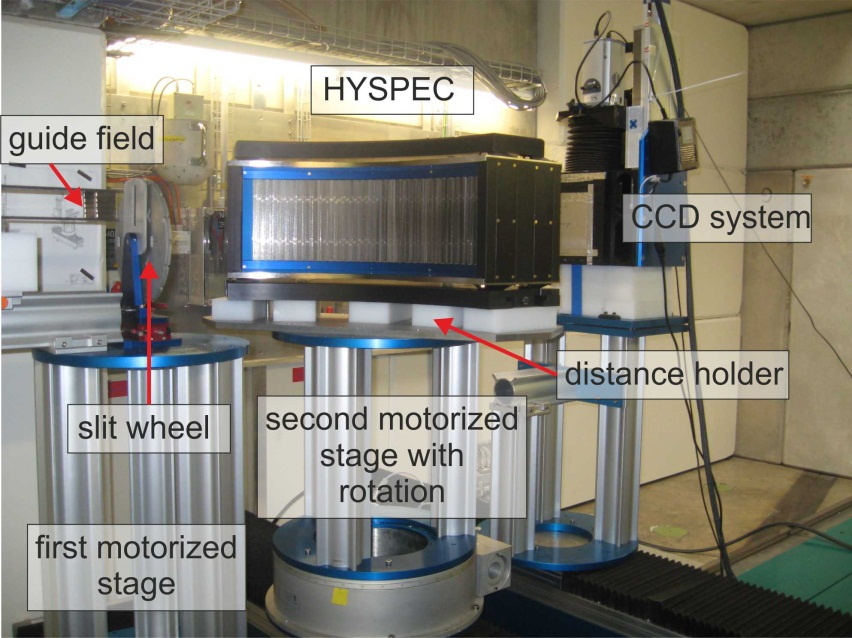 HYSPEC
guide field
CCD system
distance holder
slit wheel
second motorized
stage with
rotation
first motorized
stage